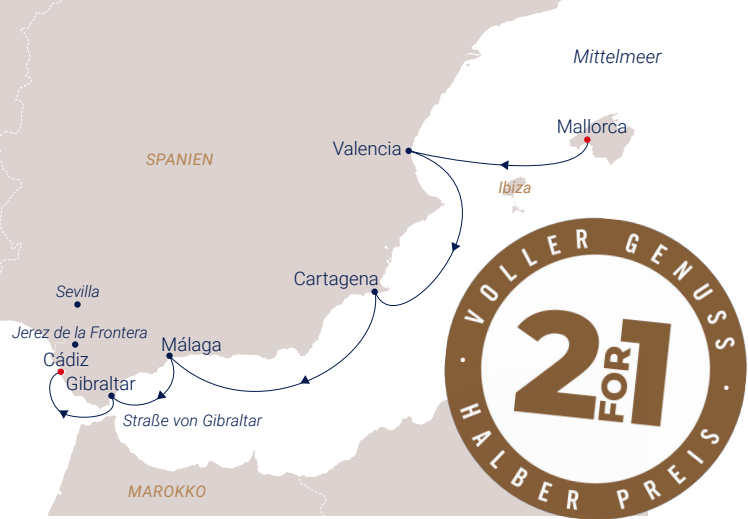 Mittelmeer
Mallorca
Valencia
SPANIEN
Ibiza
VOLLER GENUSS
Cartagena
Sevilla
2 FOR 1
Jerez de la Frontera
Málaga
Cádiz
Gibraltar
Straße von Gibraltar
HALBER PREIS
MAROKKO